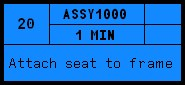 20
ASSY1000
1 MIN
Attach seat to frame